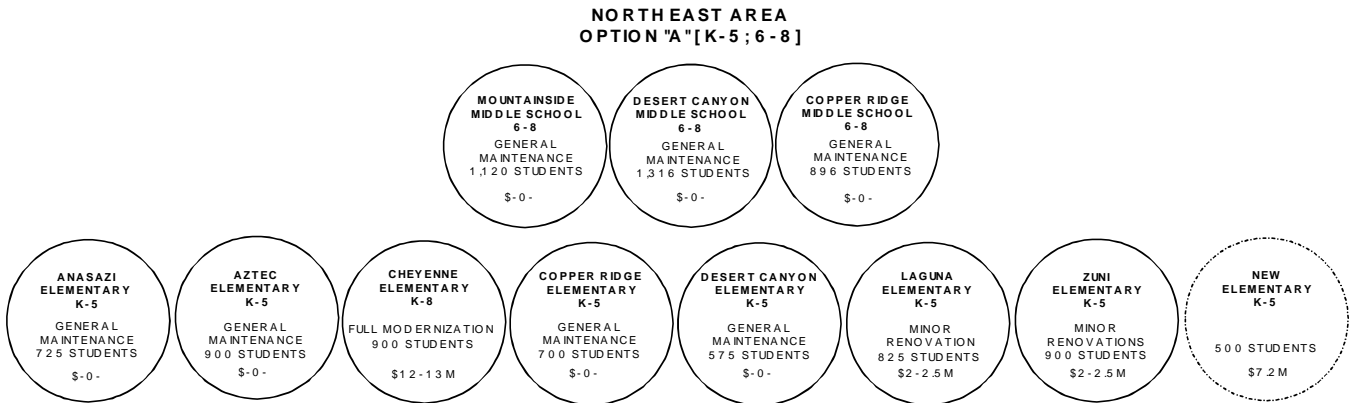 NORTHEAST AREA
OPTION "A" [K-5; 6-8]
MOUNTAINSIDE
MIDDLE SCHOOL
6-8
GENERAL
MAINTENANCE
1,120 STUDENTS
$-0-
DESERT CANYON
MIDDLE SCHOOL
6-8
GENERAL
MAINTENANCE
1,316 STUDENTS
$-0-
COPPER RIDGE
MIDDLE SCHOOL
6-8
GENERAL
MAINTENANCE
896 STUDENTS
$-0-
ANASAZI
ELEMENTARY
K-5
GENERAL
MAINTENANCE
725 STUDENTS
$-0-
AZTEC
ELEMENTARY
K-5
GENERAL
MAINTENANCE
900 STUDENTS
$-0-
CHEYENNE
ELEMENTARY
K-8
FULL MODERNIZATION
900 STUDENTS
$12-13M
COPPER RIDGE
ELEMENTARY
K-5
GENERAL
MAINTENANCE
700 STUDENTS
$-0-
DESERT CANYON
ELEMENTARY
K-5
GENERAL
MAINTENANCE
575 STUDENTS
$-0-
LAGUNA
ELEMENTARY
K-5
MINOR
RENOVATION
825 STUDENTS
$2-2.5M
ZUNI
ELEMENTARY
K-5
MINOR
RENOVATIONS
900 STUDENTS
$2-2.5M
NEW
ELEMENTARY
K-5
500 STUDENTS
$7.2M